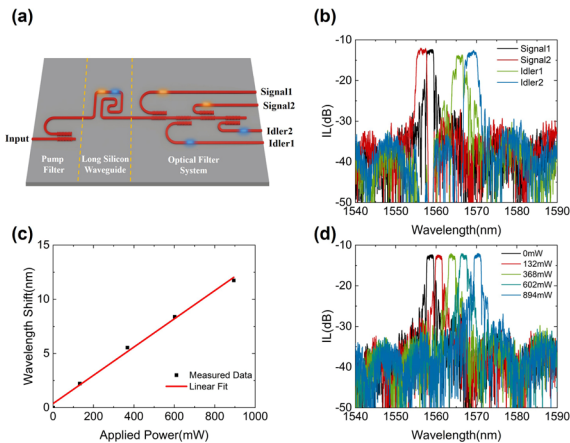 (a)
Signal1
Signal2
Idler2
Idler1
Input
Pump
Filter
Long Silicon
Waveguide
Optical Filter
System
(b)
-10
-20
-30
-40
-50
IL(dB)
Signal1
Signal2
Idler1
Idler2
1540 1550 1560 1570 1580 1590
Wavelength(nm)
(c)
15
10
5
0
Wavelength Shift(nm)
Measured Data
Linear Fit
0 200 400 600 800 1000
Applied Power(mW)
(d)
-10
-20
-30
-40
-50
IL(dB)
0mW
132mW
368mW
602mW
894mW
1540 1550 1560 1570 1580 1590
Wavelength(nm)